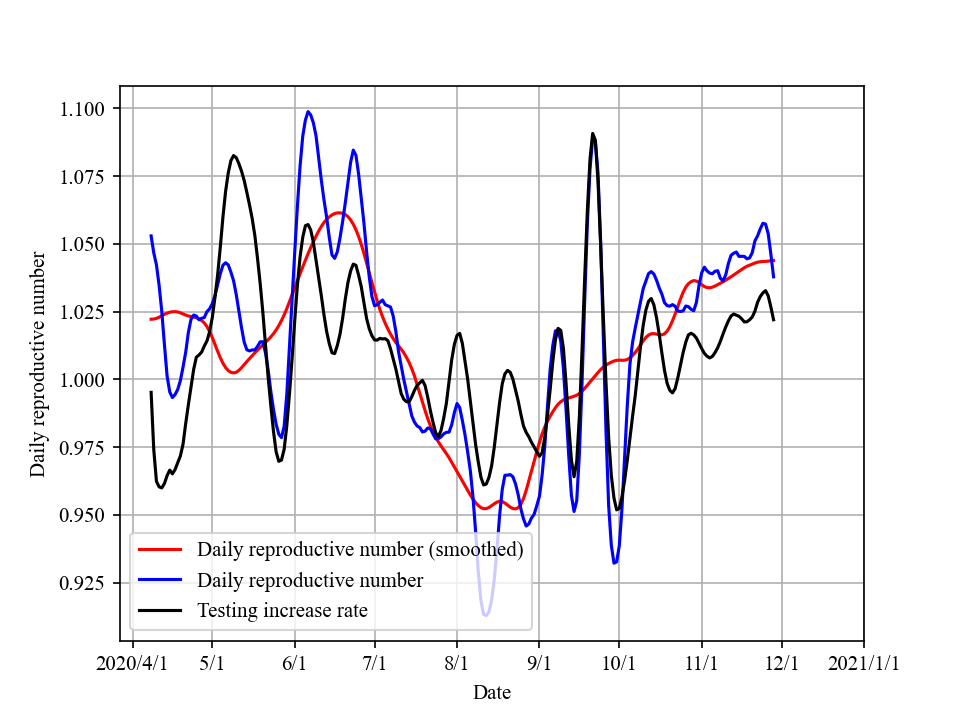 1.100
1.075
1.050
1.025
1.000
0.975
0.950
0.925
Daily reproductive number
Daily reproductive number (smoothed)
Daily reproductive number
Testing increase rate
2020/4/1 5/1 6/1 7/1 8/1 9/1 10/1 11/1 12/1 2021/1/1
Date